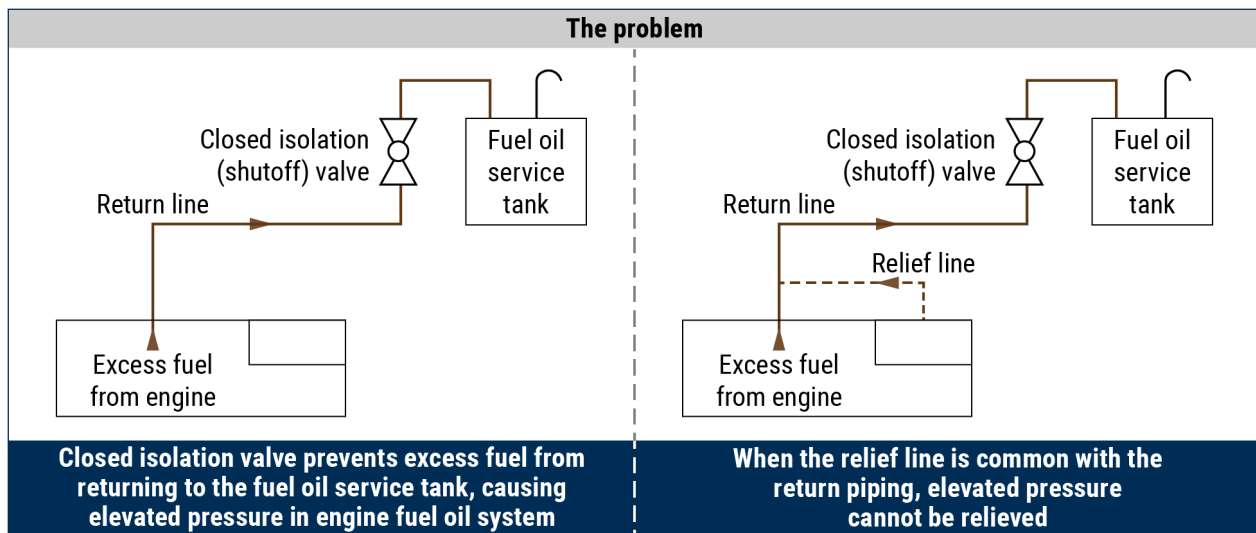 The problem
Closed isolation
(shutoff) valve
Fuel oil
service
tank
Return line
Excess fuel
from engine
Closed isolation valve prevents excess fuel from
returning to the fuel oil service tank, causing
elevated pressure in engine fuel oil system
Closed isolation
(shutoff) valve
Fuel oil
service
tank
Return line
Relief line
Excess fuel
from engine
When the relief line is common with the
return piping, elevated pressure
cannot be relieved